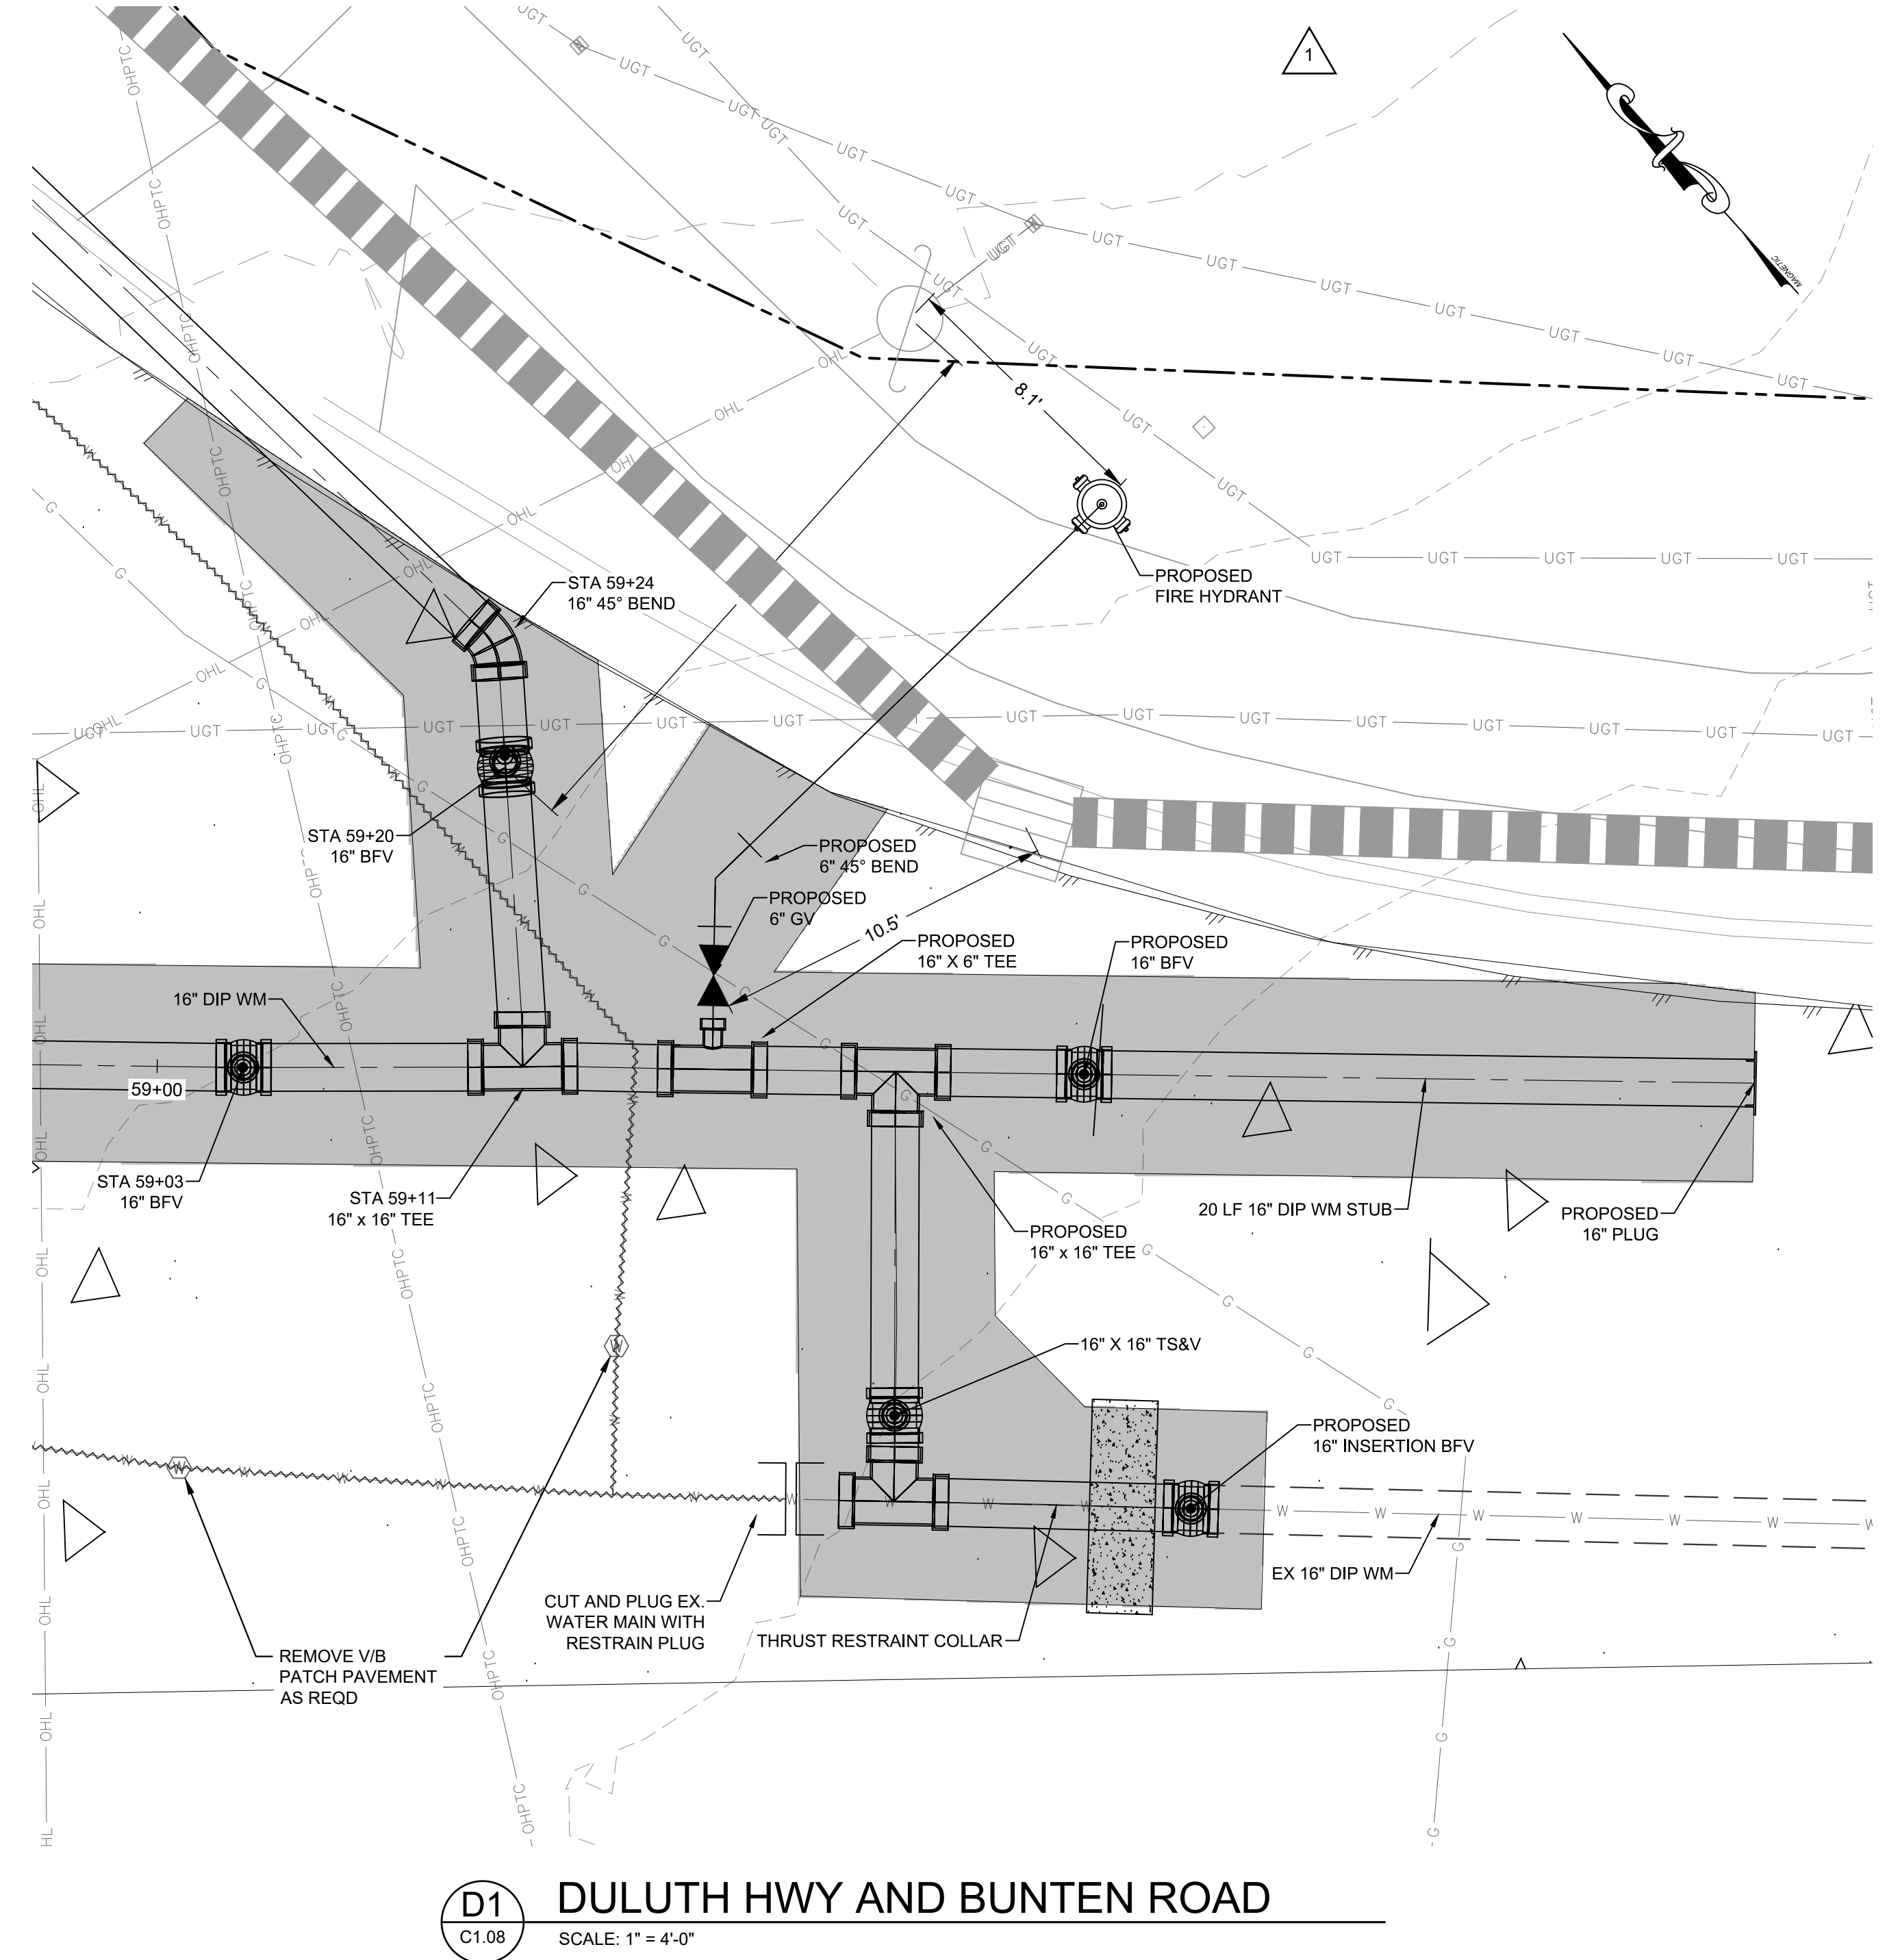 1
MAGNETIC
8.1'
STA 59+24
16" 45° BEND
PROPOSED
FIRE HYDRANT
STA 59+20
16" BFV
PROPOSED
6" 45° BEND
PROPOSED
6" GV
10.5'
PROPOSED
16" X 6" TEE
PROPOSED
16" BFV
16" DIP WM
59+00
STA 59+03
16" BFV
STA 59+11
16" x 16" TEE
PROPOSED
16" x 16" TEE
20 LF 16" DIP WM STUB
PROPOSED
16" PLUG
16" X 16" TS&V
PROPOSED
16" INSERTION BFV
EX 16" DIP WM
CUT AND PLUG EX.
WATER MAIN WITH
RESTRAIN PLUG
THRUST RESTRAINT COLLAR
REMOVE V/B
PATCH PAVEMENT
AS REQD
UGT
OHL
OHPTC
G
W
D1
C1.08
DULUTH HWY AND BUNTEN ROAD
SCALE: 1" = 4'-0"